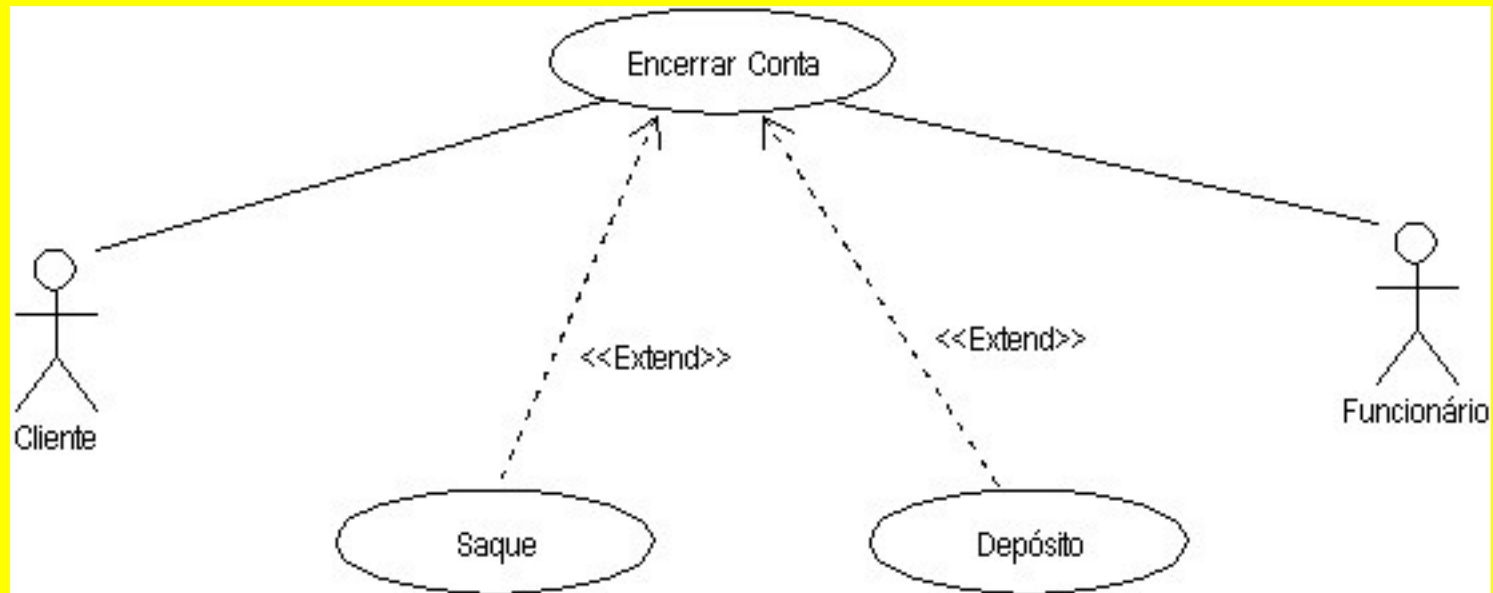 Encerrar Conta
<<Extend>>
<<Extend>>
Cliente
Funcionário
Saque
Depósito